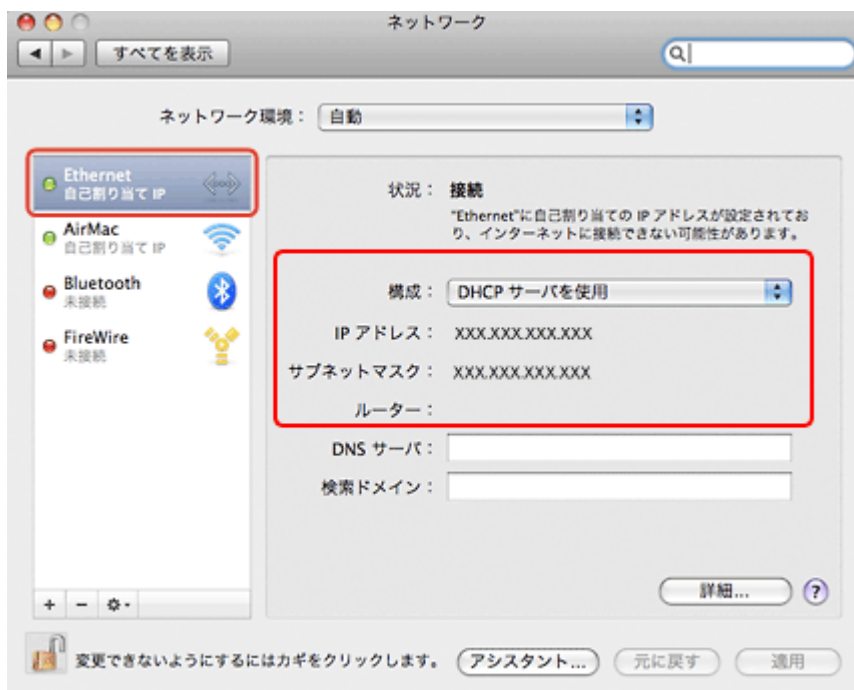 ネットワーク
すべてを表示
ネットワーク環境： 自動
Ethernet
自己割り当て IP
AirMac
自己割り当て IP
Bluetooth
未接続
FireWire
未接続
状況： 接続
"Ethernet"に自己割り当ての IP アドレスが設定されてお
り、インターネットに接続できない可能性があります。
構成： DHCP サーバを使用
IP アドレス： XXX.XXX.XXX.XXX
サブネットマスク： XXX.XXX.XXX.XXX
ルーター：
DNS サーバ：
検索ドメイン：
詳細... ?
変更できないようにするにはカギをクリックします。 アシスタント... 元に戻す 適用